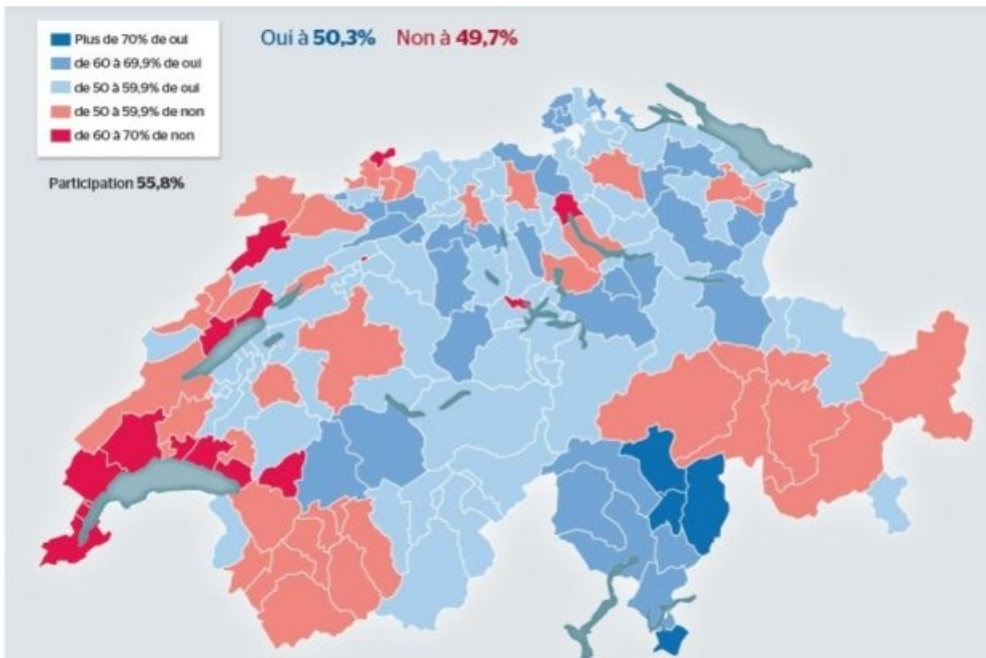 Plus de 70% de oui
de 60 à 69,9% de oui
de 50 à 59,9% de oui
de 50 à 59,9% de non
de 60 à 70% de non
Oui à 50,3% Non à 49,7%
Participation 55,8%